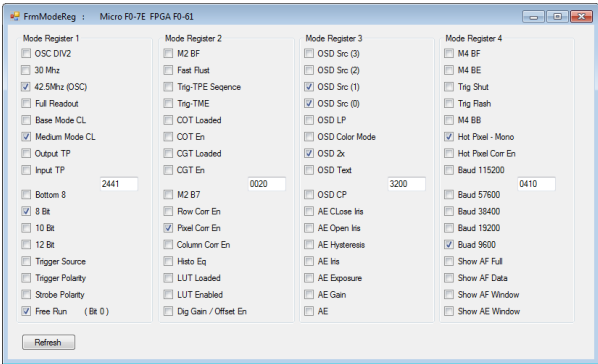 FrmModeReg : Micro F0-7E FPGA F0-61
Mode Register 1
OSC DIV2
30 Mhz
42.5Mhz (OSC)
Full Readout
Base Mode CL
Medium Mode CL
Output TP
Input TP
2441
Bottom 8
8 Bit
10 Bit
12 Bit
Trigger Source
Trigger Polarity
Strobe Polarity
Free Run ( Bit 0 )
Mode Register 2
M2 BF
Fast Flust
Trig-TPE Seqence
Trig-TME
COT Loaded
COT En
CGT Loaded
CGT En
0020
M2 B7
Row Corr En
Pixel Corr En
Column Corr En
Histo Eq
LUT Loaded
LUT Enabled
Dig Gain / Offset En
Mode Register 3
OSD Src (3)
OSD Src (2)
OSD Src (1)
OSD Src (0)
OSD LP
OSD Color Mode
OSD 2x
OSD Text
3200
OSD CP
AE CLose Iris
AE Open Iris
AE Hysteresis
AE Iris
AE Exposure
AE Gain
AE
Mode Register 4
M4 BF
M4 BE
Trig Shut
Trig Flash
M4 BB
Hot Pixel - Mono
Hot Pixel Corr En
Baud 115200
0410
Baud 57600
Baud 38400
Baud 19200
Buad 9600
Show AF Full
Show AF Data
Show AF Window
Show AE Window
Refresh